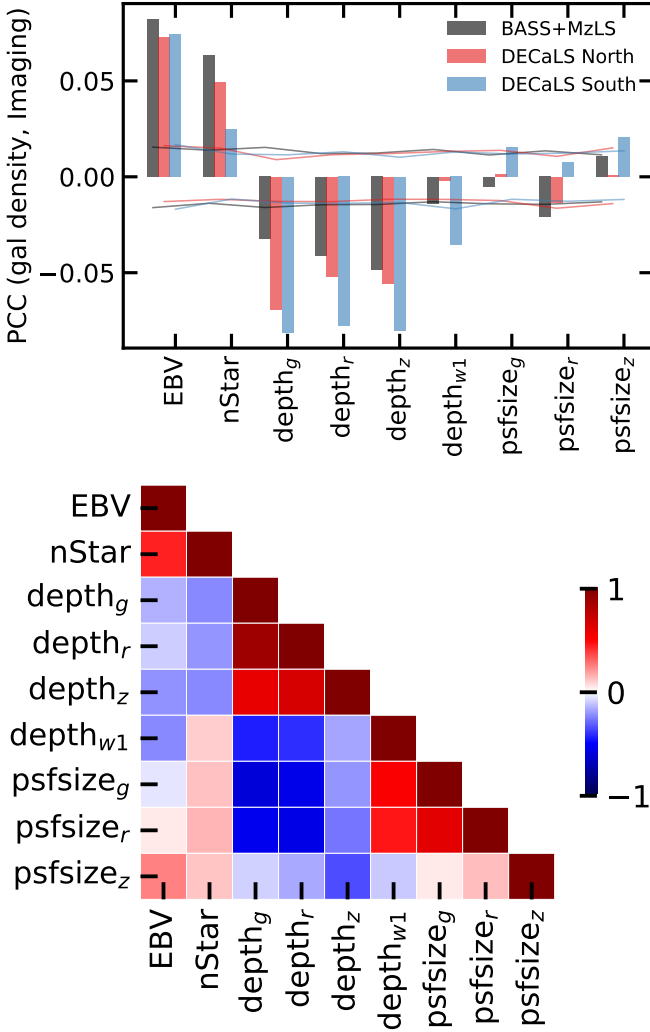 PCC (gal density, Imaging)
0.05
0.00
−0.05
BASS+MzLS
DECaLS North
DECaLS South
EBV
nStar
depth_g
depth_r
depth_z
depth_w1
psfsize_g
psfsize_r
psfsize_z
EBV
nStar
depth_g
depth_r
depth_z
depth_w1
psfsize_g
psfsize_r
psfsize_z
1
0
−1
EBV
nStar
depth_g
depth_r
depth_z
depth_w1
psfsize_g
psfsize_r
psfsize_z